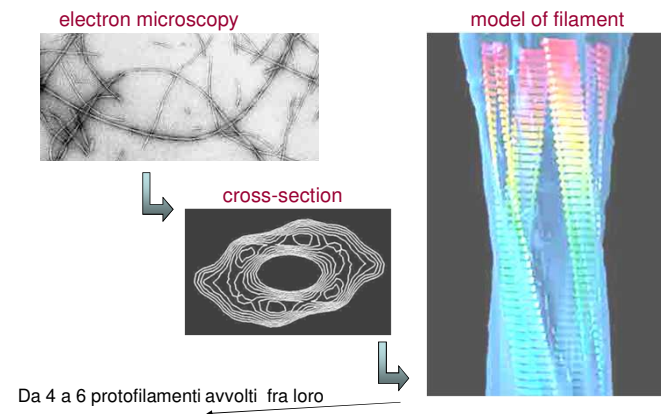 electron microscopy
model of filament
cross-section
Da 4 a 6 protofilamenti avvolti fra loro